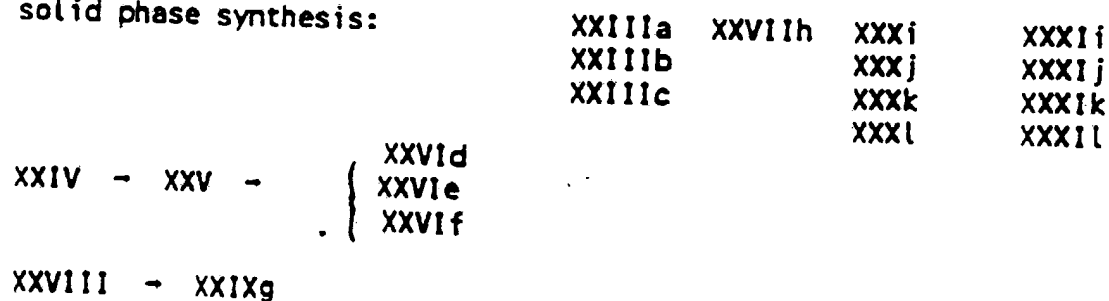 solid phase synthesis:
XXIIIa XXVIIh XXXi XXXIi
XXIIIb XXXj XXXIj
XXIIIc XXXk XXXIk
XXXl XXXIl
XXVId
XXIV → XXV → XXVIe
XXVIf
XXVIII → XXIXg